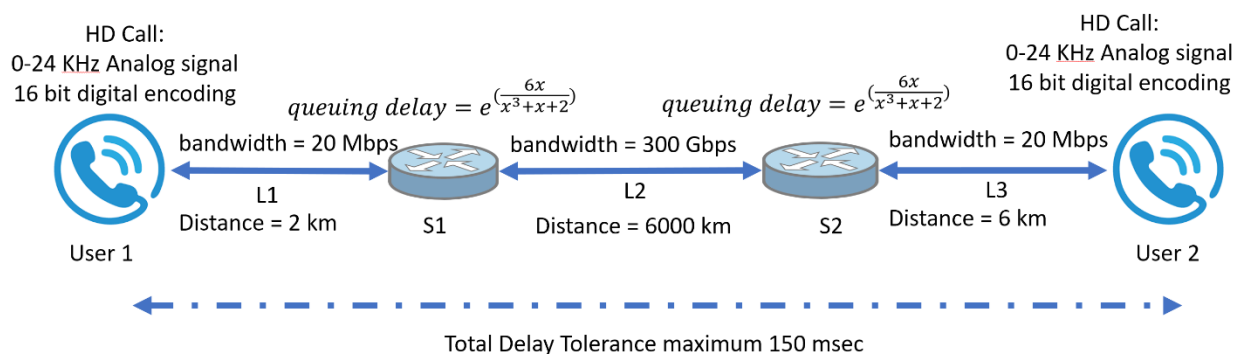 HD Call:
0-24 KHz Analog signal
16 bit digital encoding
HD Call:
0-24 KHz Analog signal
16 bit digital encoding
queuing delay = e^(6x/(x^3+x+2))
queuing delay = e^(6x/(x^3+x+2))
bandwidth = 20 Mbps
bandwidth = 300 Gbps
bandwidth = 20 Mbps
L1
L2
L3
Distance = 2 km
S1
Distance = 6000 km
S2
Distance = 6 km
User 1
User 2
Total Delay Tolerance maximum 150 msec